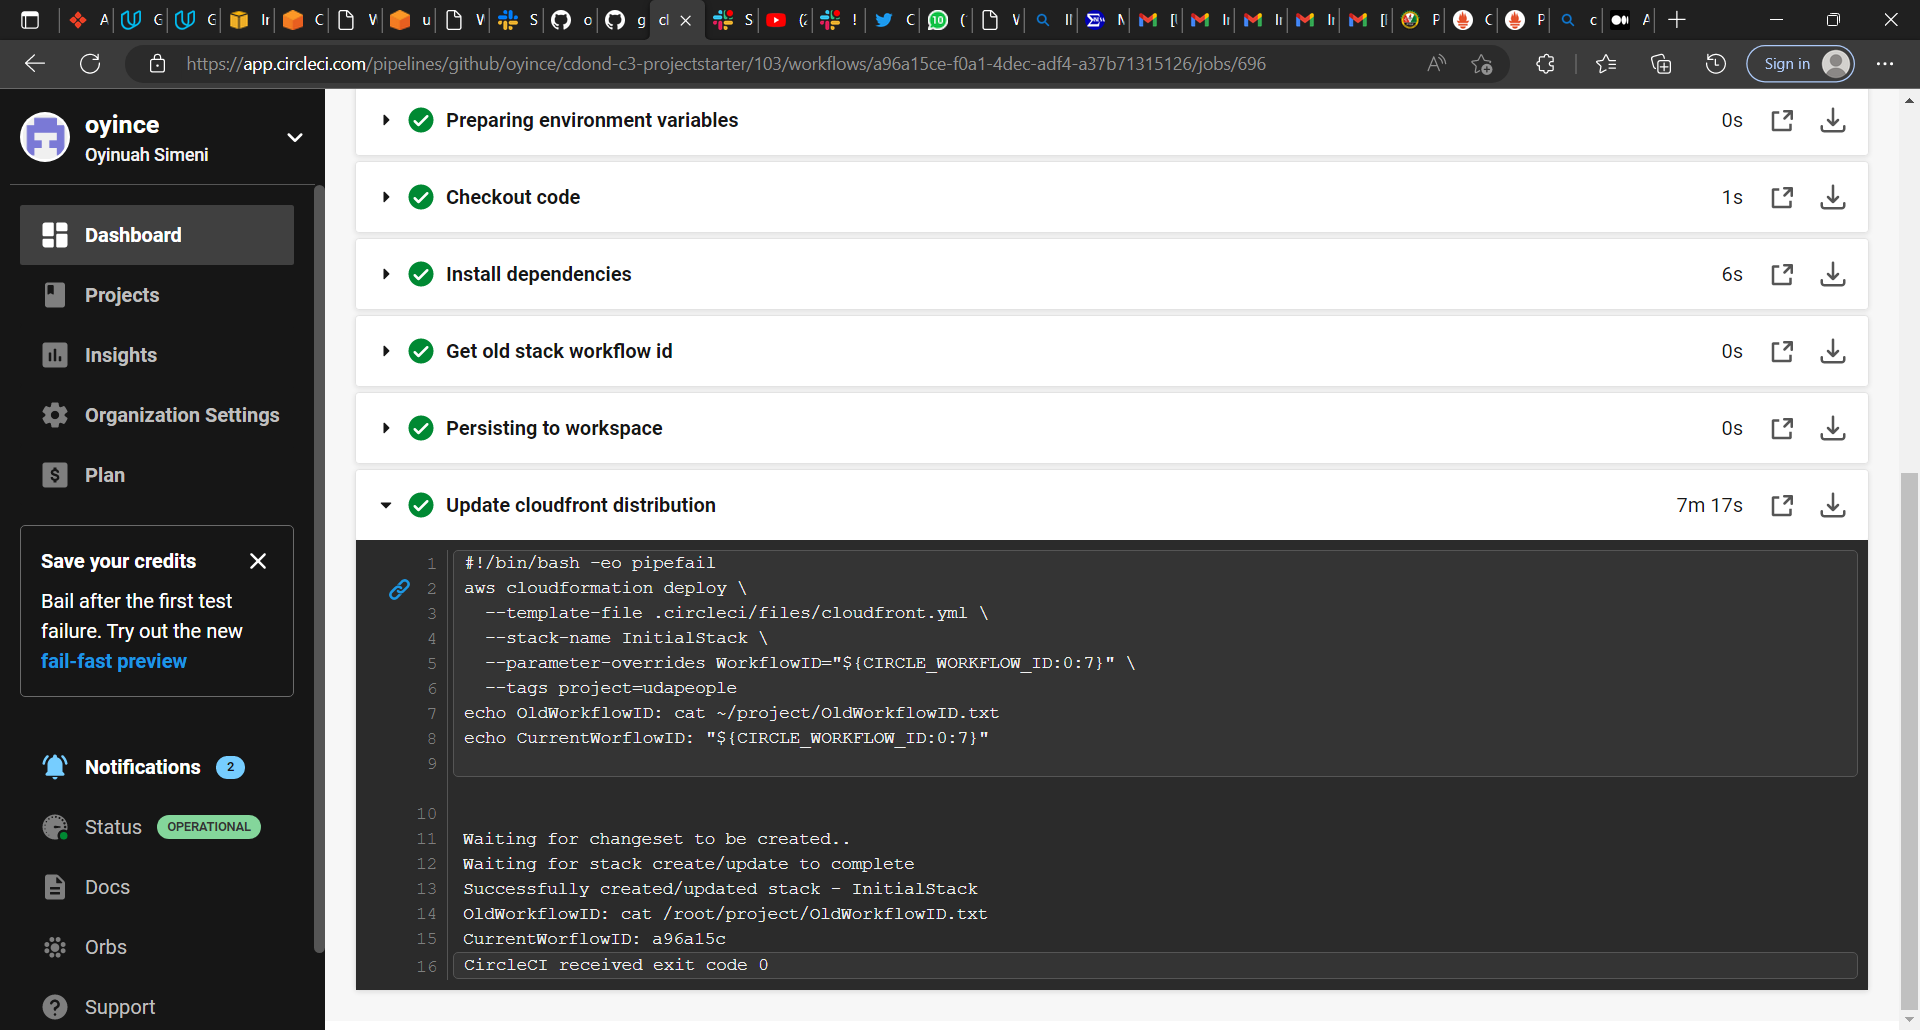 https://app.circleci.com/pipelines/github/oyince/cdond-c3-projectstarter/103/workflows/a96a15ce-f0a1-4dec-adf4-a37b71315126/jobs/696
Sign in
oyince
Oyinuah Simeni
Dashboard
Projects
Insights
Organization Settings
Plan
Save your credits
Bail after the first test
failure. Try out the new
fail-fast preview
Notifications 2
Status OPERATIONAL
Docs
Orbs
Support
Preparing environment variables 0s
Checkout code 1s
Install dependencies 6s
Get old stack workflow id 0s
Persisting to workspace 0s
Update cloudfront distribution 7m 17s
1 #!/bin/bash -eo pipefail
2 aws cloudformation deploy \
3 --template-file .circleci/files/cloudfront.yml \
4 --stack-name InitialStack \
5 --parameter-overrides WorkflowID="${CIRCLE_WORKFLOW_ID:0:7}" \
6 --tags project=udapeople
7 echo OldWorkflowID: cat ~/project/OldWorkflowID.txt
8 echo CurrentWorflowID: "${CIRCLE_WORKFLOW_ID:0:7}"
9
10
11 Waiting for changeset to be created..
12 Waiting for stack create/update to complete
13 Successfully created/updated stack - InitialStack
14 OldWorkflowID: cat /root/project/OldWorkflowID.txt
15 CurrentWorflowID: a96a15c
16 CircleCI received exit code 0